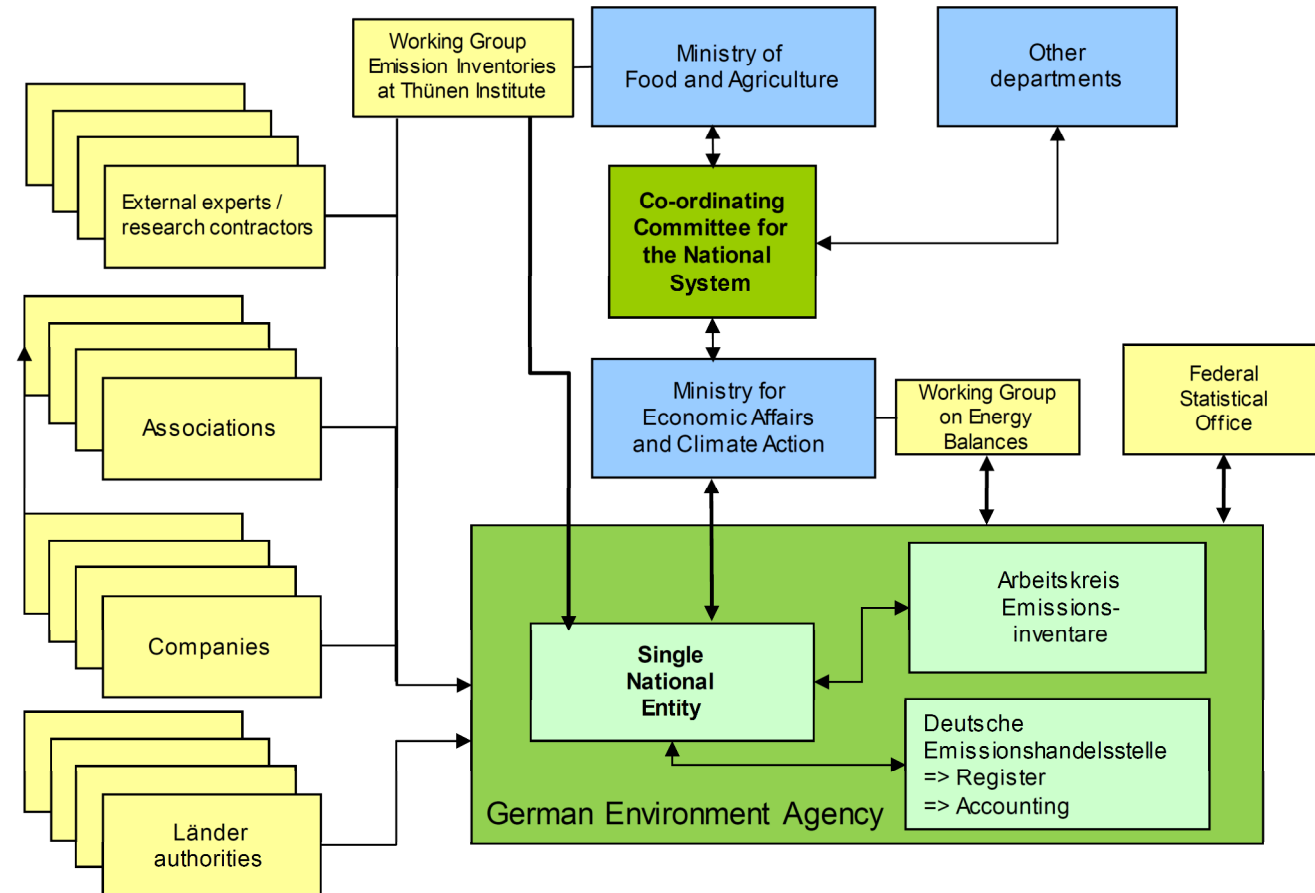 Working Group
Emission Inventories
at Thünen Institute
Ministry of
Food and Agriculture
Other
departments
External experts /
research contractors
Co-ordinating
Committee for
the National
System
Associations
Ministry for
Economic Affairs
and Climate Action
Working Group
on Energy
Balances
Federal
Statistical
Office
Companies
Single
National
Entity
Arbeitskreis
Emissions-
inventare
Deutsche
Emissionshandelsstelle
=> Register
=> Accounting
German Environment Agency
Länder
authorities